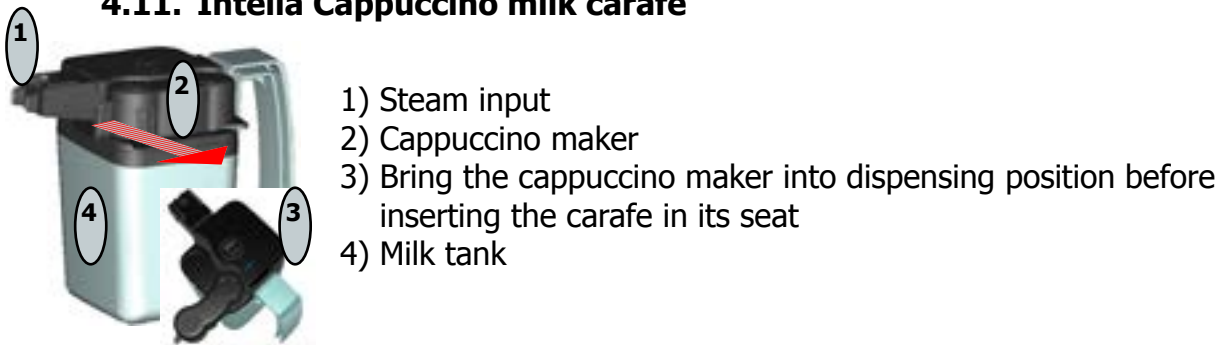 4.11. Intelia Cappuccino milk carafe
1
2
3
4
1) Steam input
2) Cappuccino maker
3) Bring the cappuccino maker into dispensing position before
inserting the carafe in its seat
4) Milk tank